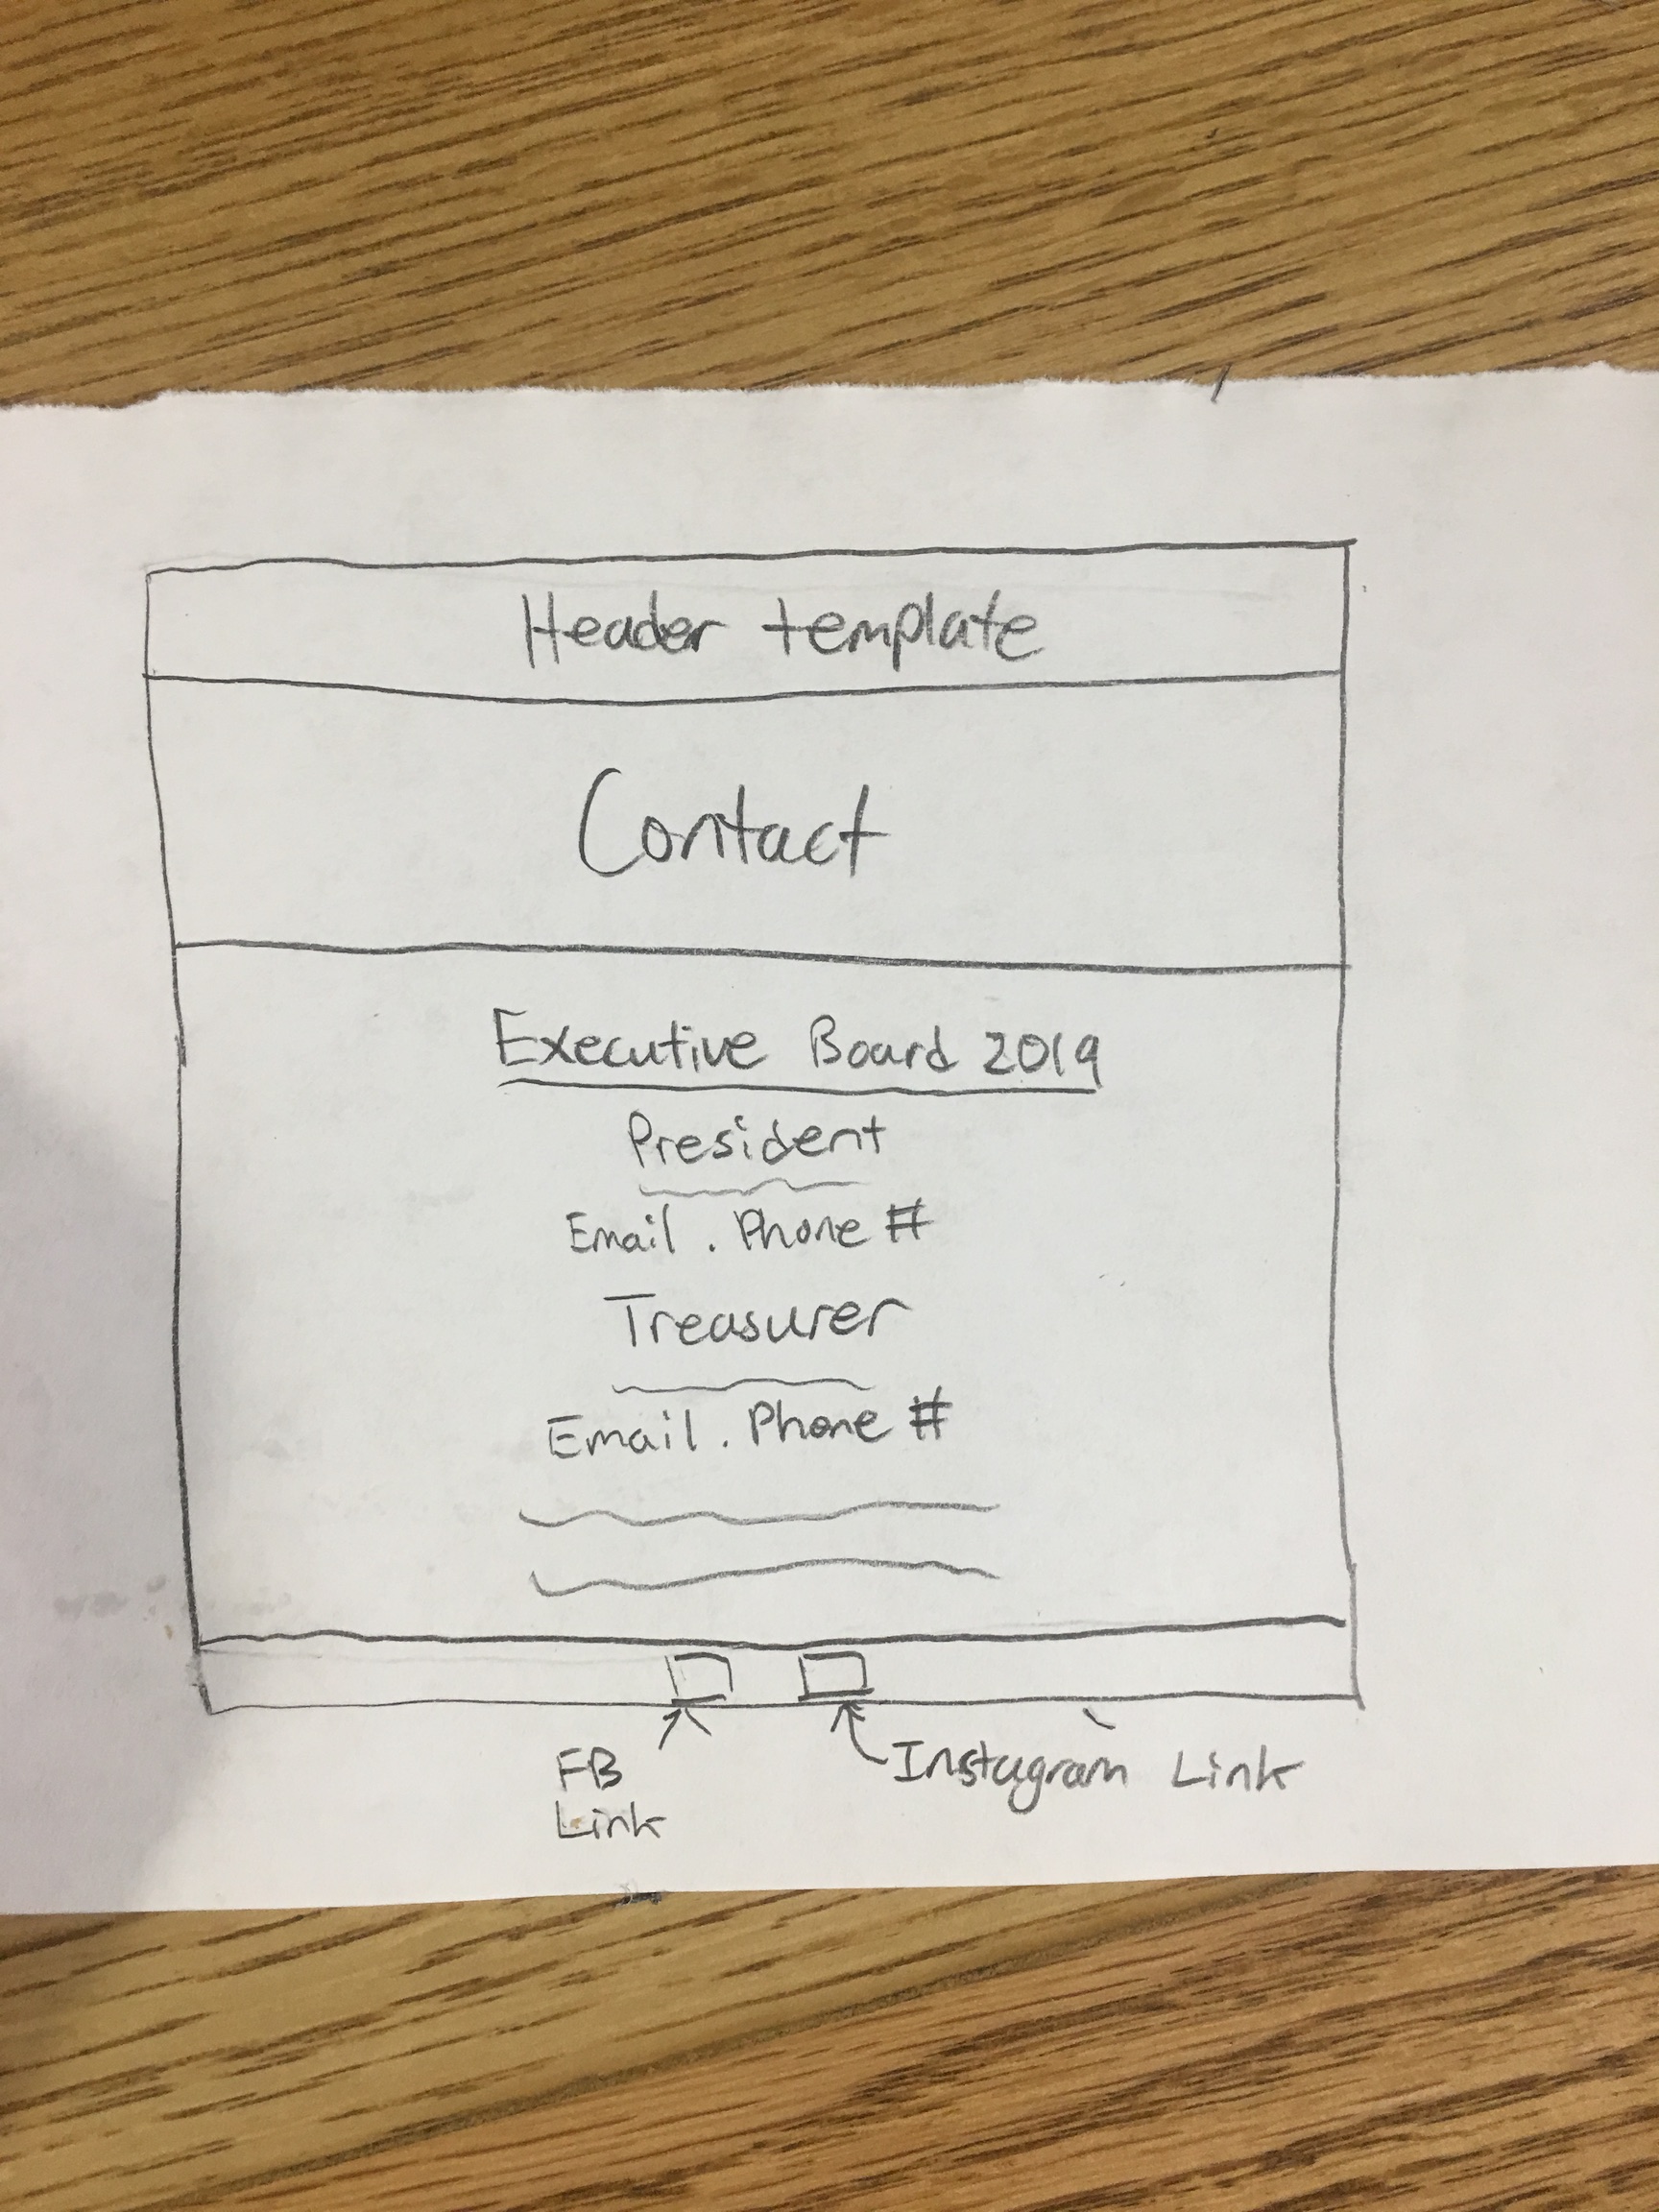 Header template
Contact
Executive Board 2019
President
Email . Phone #
Treasurer
Email . Phone #
FB
Link
Instagram Link